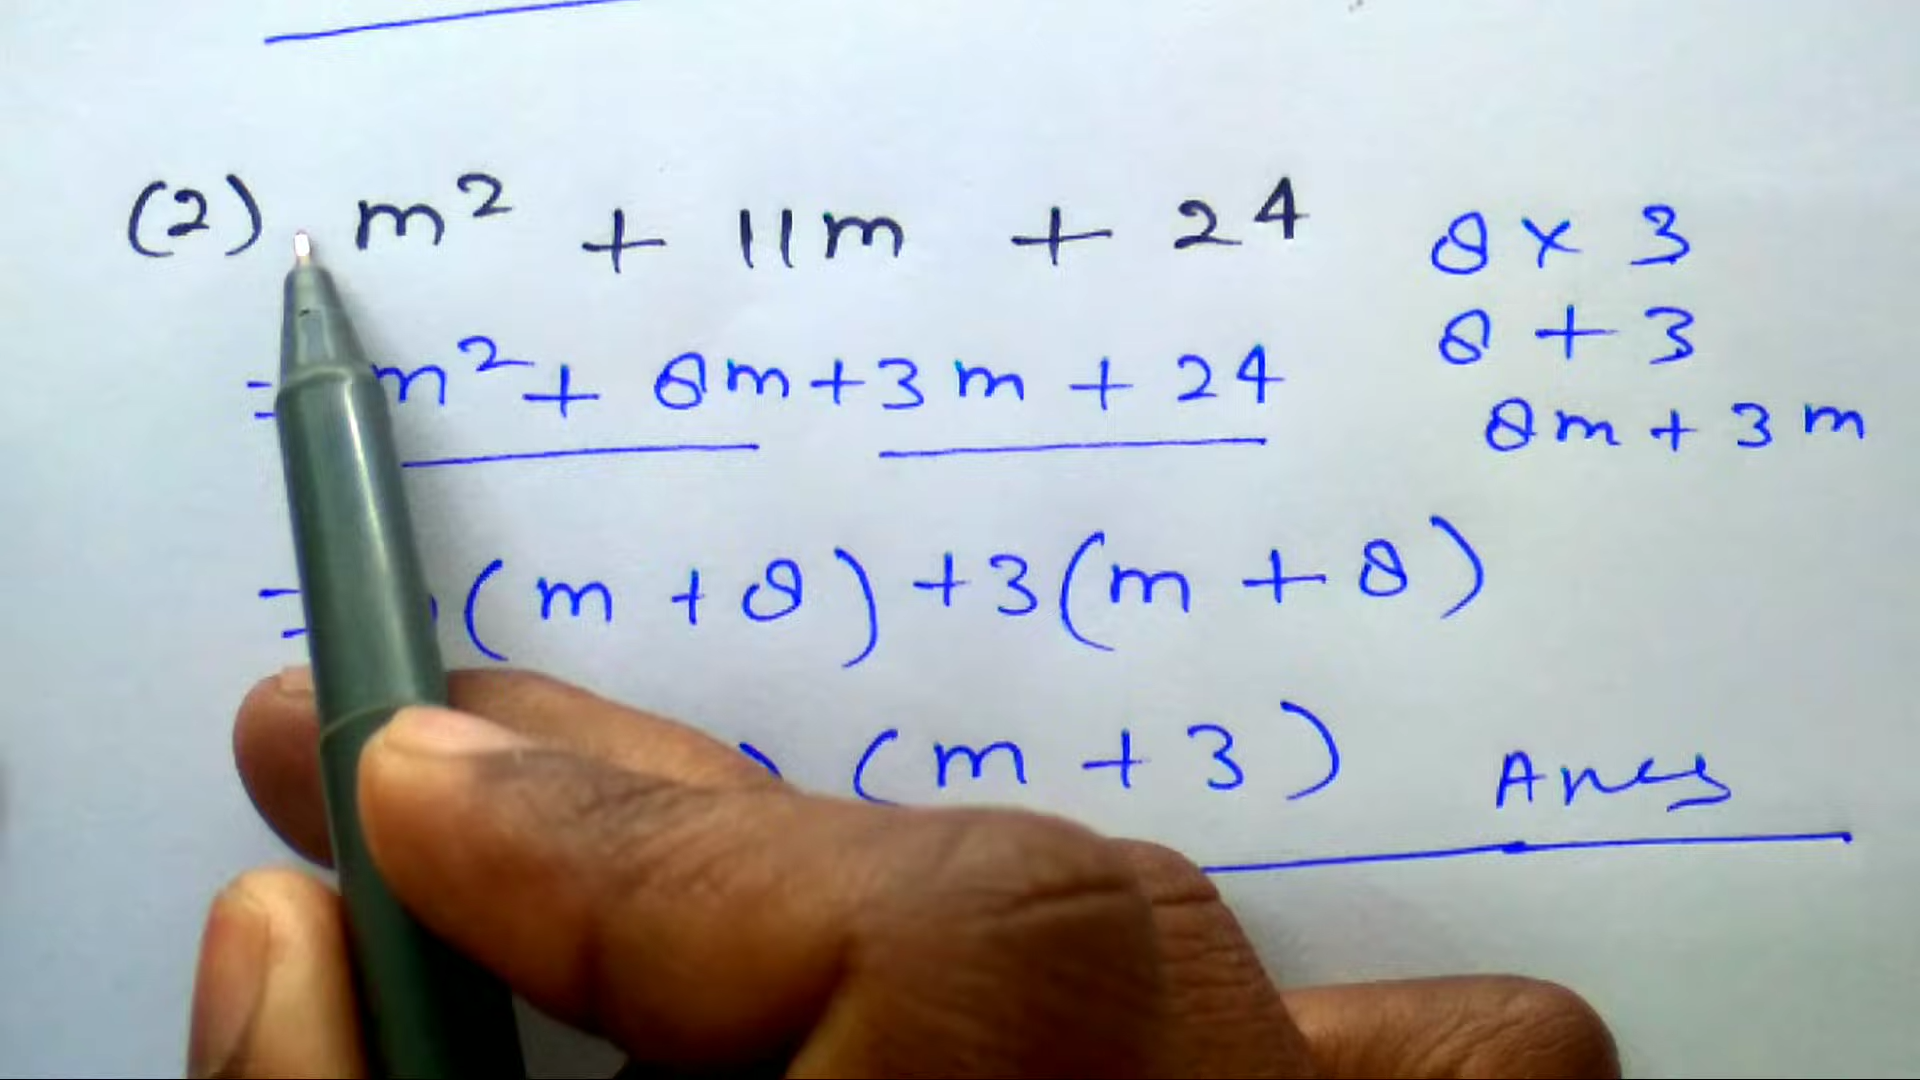 (2) m² + 11m + 24
8 × 3
8 + 3
= m² + 8m + 3m + 24
8m + 3m
= (m + 8) + 3(m + 8)
) (m + 3) Ans